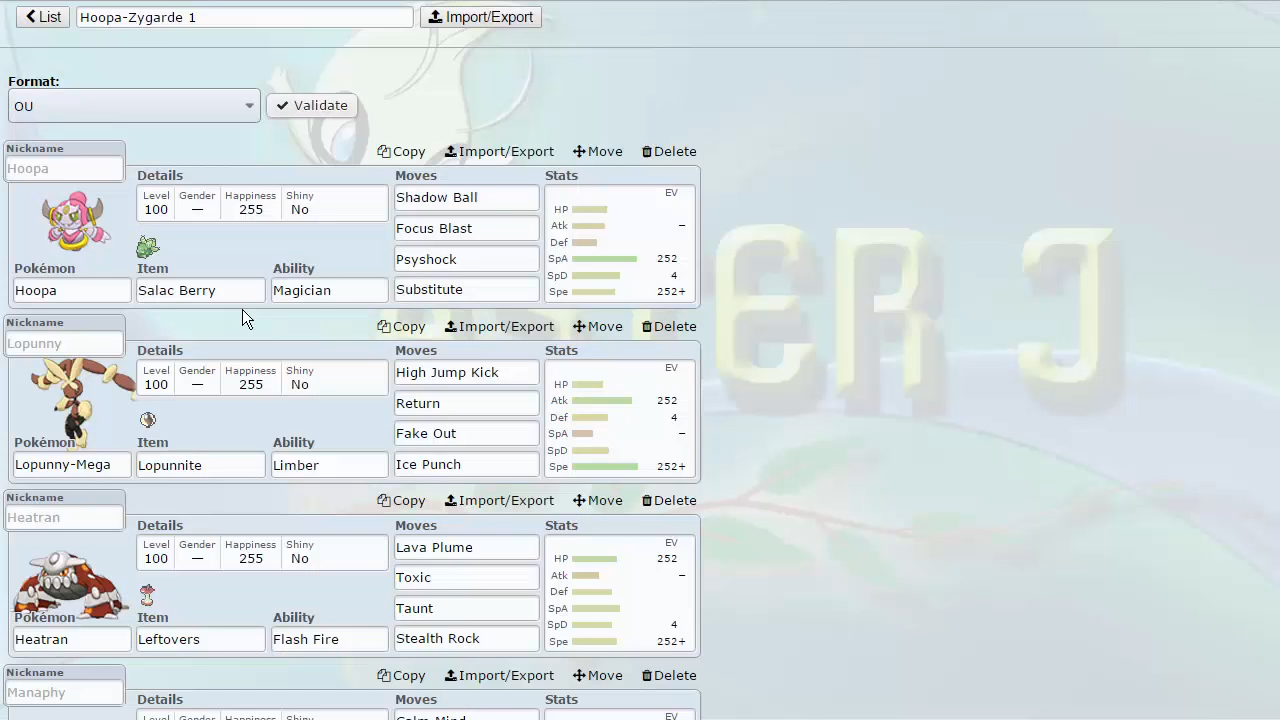 List
Hoopa-Zygarde 1
Import/Export
Format:
OU
Validate
Nickname
Hoopa
Copy Import/Export Move Delete
Details Moves Stats
Level Gender Happiness Shiny
100 — 255 No
Shadow Ball
Focus Blast
Psyshock
Substitute
EV
HP
Atk –
Def
SpA 252
SpD 4
Spe 252+
Pokémon Item Ability
Hoopa Salac Berry Magician
Nickname
Lopunny
Copy Import/Export Move Delete
Details Moves Stats
Level Gender Happiness Shiny
100 — 255 No
High Jump Kick
Return
Fake Out
Ice Punch
EV
HP
Atk 252
Def 4
SpA –
SpD
Spe 252+
Pokémon Item Ability
Lopunny-Mega Lopunnite Limber
Nickname
Heatran
Copy Import/Export Move Delete
Details Moves Stats
Level Gender Happiness Shiny
100 — 255 No
Lava Plume
Toxic
Taunt
Stealth Rock
EV
HP 252
Atk –
Def
SpA
SpD 4
Spe 252+
Pokémon Item Ability
Heatran Leftovers Flash Fire
Nickname
Manaphy
Copy Import/Export Move Delete
Details Moves Stats
Level Gender Happiness Shiny
Calm Mind
EV
ER J